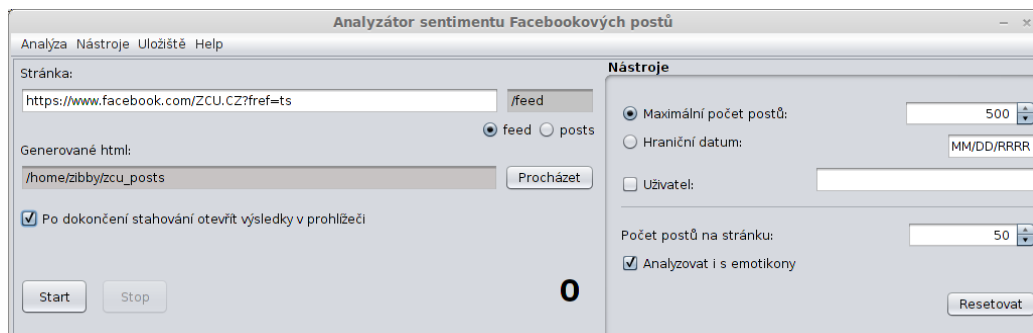 Analyzátor sentimentu Facebookových postů
Analýza Nástroje Uložiště Help
Stránka:
https://www.facebook.com/ZCU.CZ?fref=ts
/feed
feed posts
Generované html:
/home/zibby/zcu_posts
Procházet
Po dokončení stahování otevřít výsledky v prohlížeči
Start Stop
0
Nástroje
Maximální počet postů: 500
Hraniční datum: MM/DD/RRRR
Uživatel:
Počet postů na stránku: 50
Analyzovat i s emotikony
Resetovat